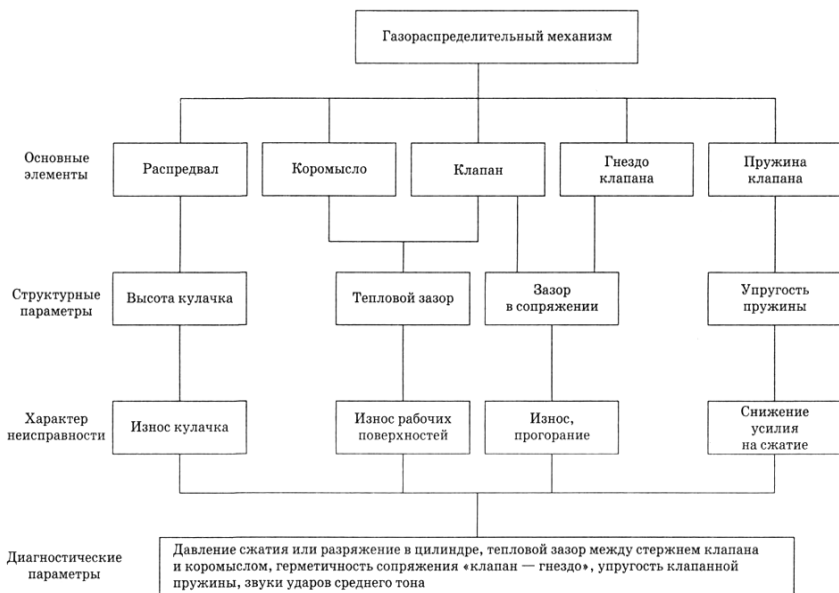 Газораспределительный механизм
Основные
элементы
Распредвал
Коромысло
Клапан
Гнездо
клапана
Пружина
клапана
Структурные
параметры
Высота кулачка
Тепловой зазор
Зазор
в сопряжении
Упругость
пружины
Характер
неисправности
Износ кулачка
Износ рабочих
поверхностей
Износ,
прогорание
Снижение
усилия
на сжатие
Диагностические
параметры
Давление сжатия или разряжение в цилиндре, тепловой зазор между стержнем клапана
и коромыслом, герметичность сопряжения «клапан — гнездо», упругость клапанной
пружины, звуки ударов среднего тона